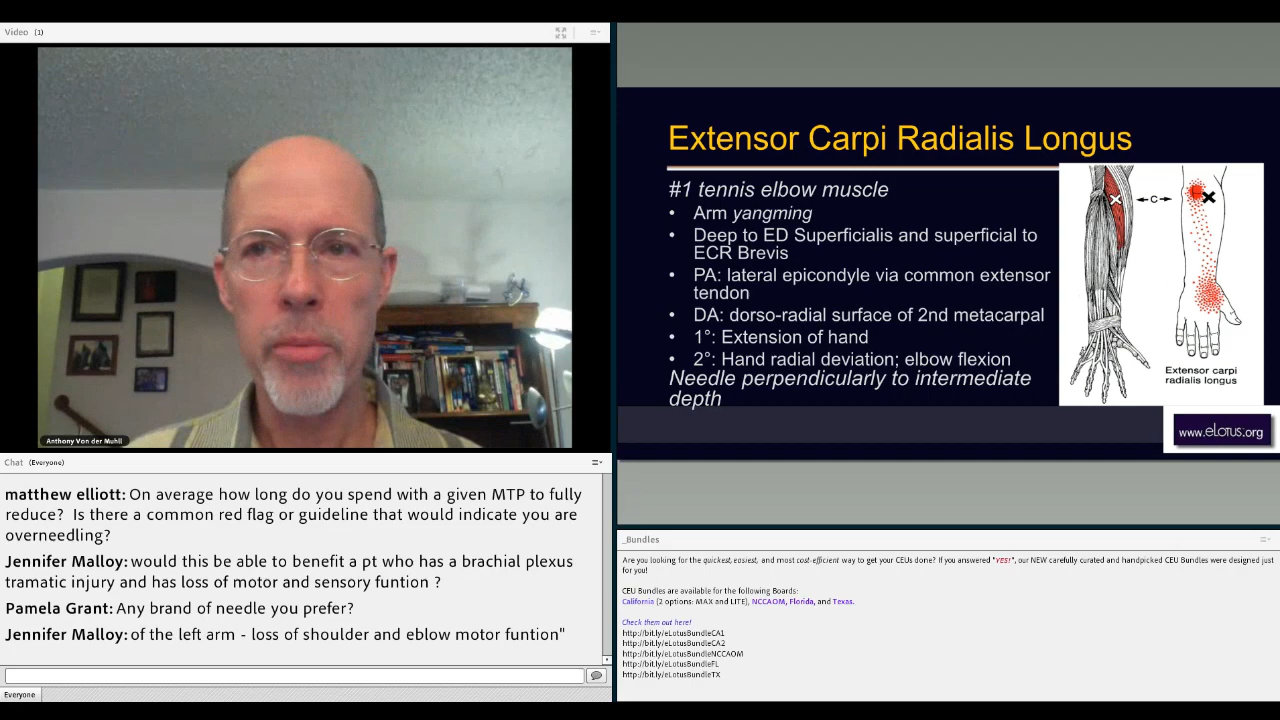 Video (1)
Anthony Von der Muhll
Chat (Everyone)
matthew elliott: On average how long do you spend with a given MTP to fully
reduce? Is there a common red flag or guideline that would indicate you are
overneedling?
Jennifer Malloy: would this be able to benefit a pt who has a brachial plexus
tramatic injury and has loss of motor and sensory funtion ?
Pamela Grant: Any brand of needle you prefer?
Jennifer Malloy: of the left arm - loss of shoulder and eblow motor funtion"
Everyone
Extensor Carpi Radialis Longus
#1 tennis elbow muscle
• Arm yangming
• Deep to ED Superficialis and superficial to
ECR Brevis
• PA: lateral epicondyle via common extensor
tendon
• DA: dorso-radial surface of 2nd metacarpal
• 1°: Extension of hand
• 2°: Hand radial deviation; elbow flexion
Needle perpendicularly to intermediate
depth
C
Extensor carpi
radialis longus
www.eLotus.org
_Bundles
Are you looking for the quickest, easiest, and most cost-efficient way to get your CEUs done? If you answered "YES!", our NEW carefully curated and handpicked CEU Bundles were designed just
for you!
CEU Bundles are available for the following Boards:
California (2 options: MAX and LITE), NCCAOM, Florida, and Texas.
Check them out here!
http://bit.ly/eLotusBundleCA1
http://bit.ly/eLotusBundleCA2
http://bit.ly/eLotusBundleNCCAOM
http://bit.ly/eLotusBundleFL
http://bit.ly/eLotusBundleTX